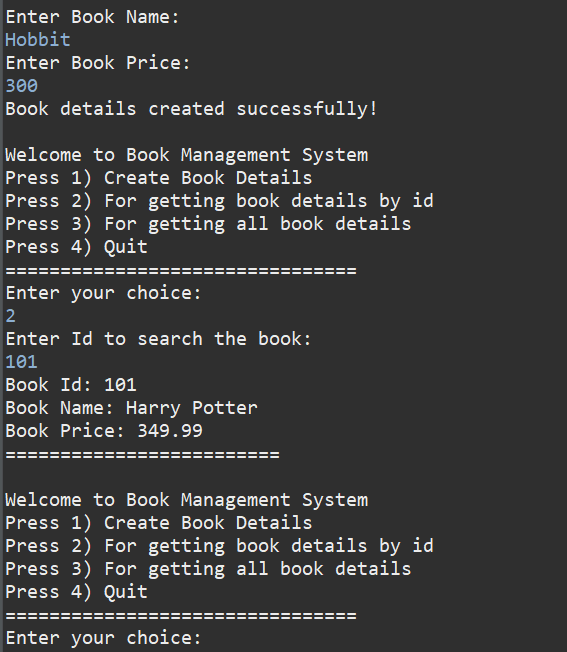 Enter Book Name:
Hobbit
Enter Book Price:
300
Book details created successfully!
Welcome to Book Management System
Press 1) Create Book Details
Press 2) For getting book details by id
Press 3) For getting all book details
Press 4) Quit
================================
Enter your choice:
2
Enter Id to search the book:
101
Book Id: 101
Book Name: Harry Potter
Book Price: 349.99
=========================
Welcome to Book Management System
Press 1) Create Book Details
Press 2) For getting book details by id
Press 3) For getting all book details
Press 4) Quit
================================
Enter your choice: